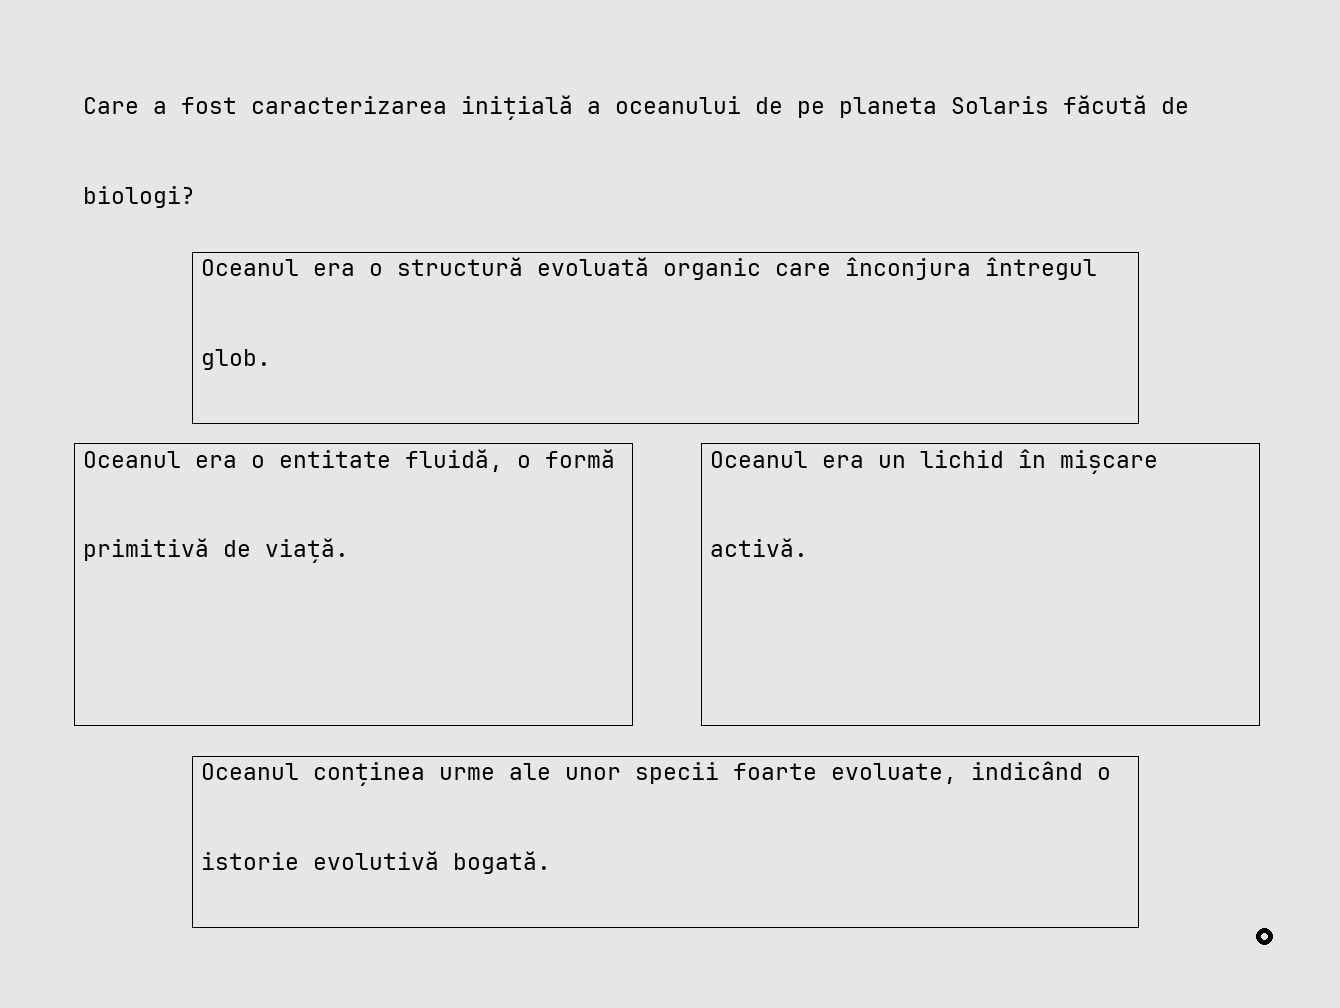 Care a fost caracterizarea inițială a oceanului de pe planeta Solaris făcută de
biologi?
Oceanul era o structură evoluată organic care înconjura întregul
glob.
Oceanul era o entitate fluidă, o formă
primitivă de viață.
Oceanul era un lichid în mișcare
activă.
Oceanul conținea urme ale unor specii foarte evoluate, indicând o
istorie evolutivă bogată.